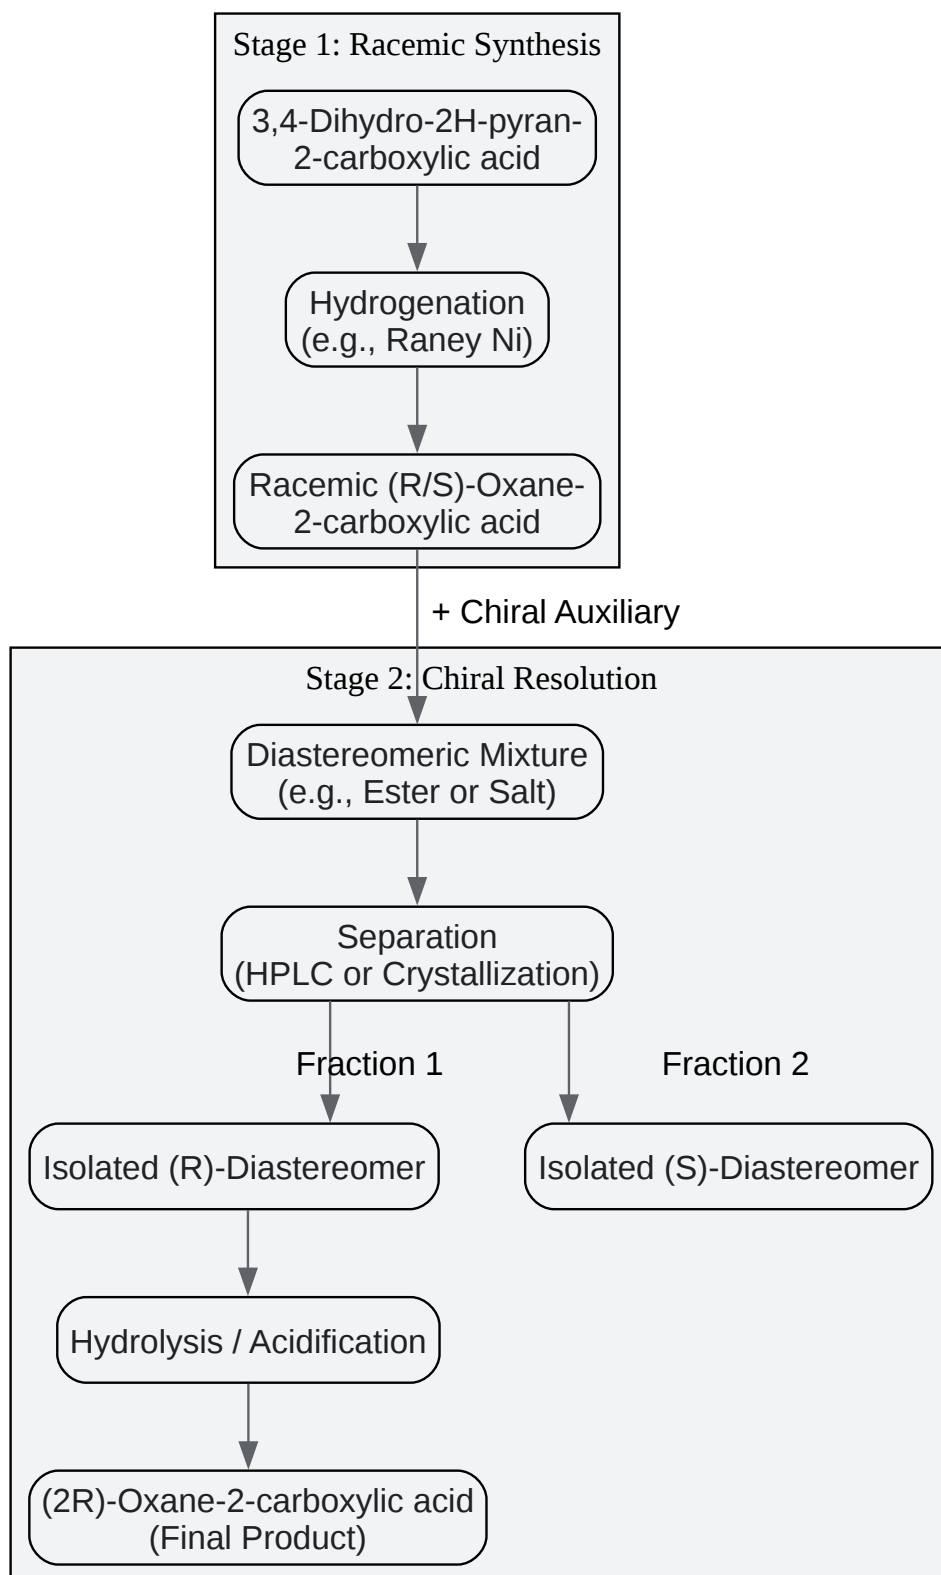 Stage 1: Racemic Synthesis
3,4-Dihydro-2H-pyran-
2-carboxylic acid
Hydrogenation
(e.g., Raney Ni)
Racemic (R/S)-Oxane-
2-carboxylic acid
+ Chiral Auxiliary
Stage 2: Chiral Resolution
Diastereomeric Mixture
(e.g., Ester or Salt)
Separation
(HPLC or Crystallization)
Fraction 1
Fraction 2
Isolated (R)-Diastereomer
Isolated (S)-Diastereomer
Hydrolysis / Acidification
(2R)-Oxane-2-carboxylic acid
(Final Product)